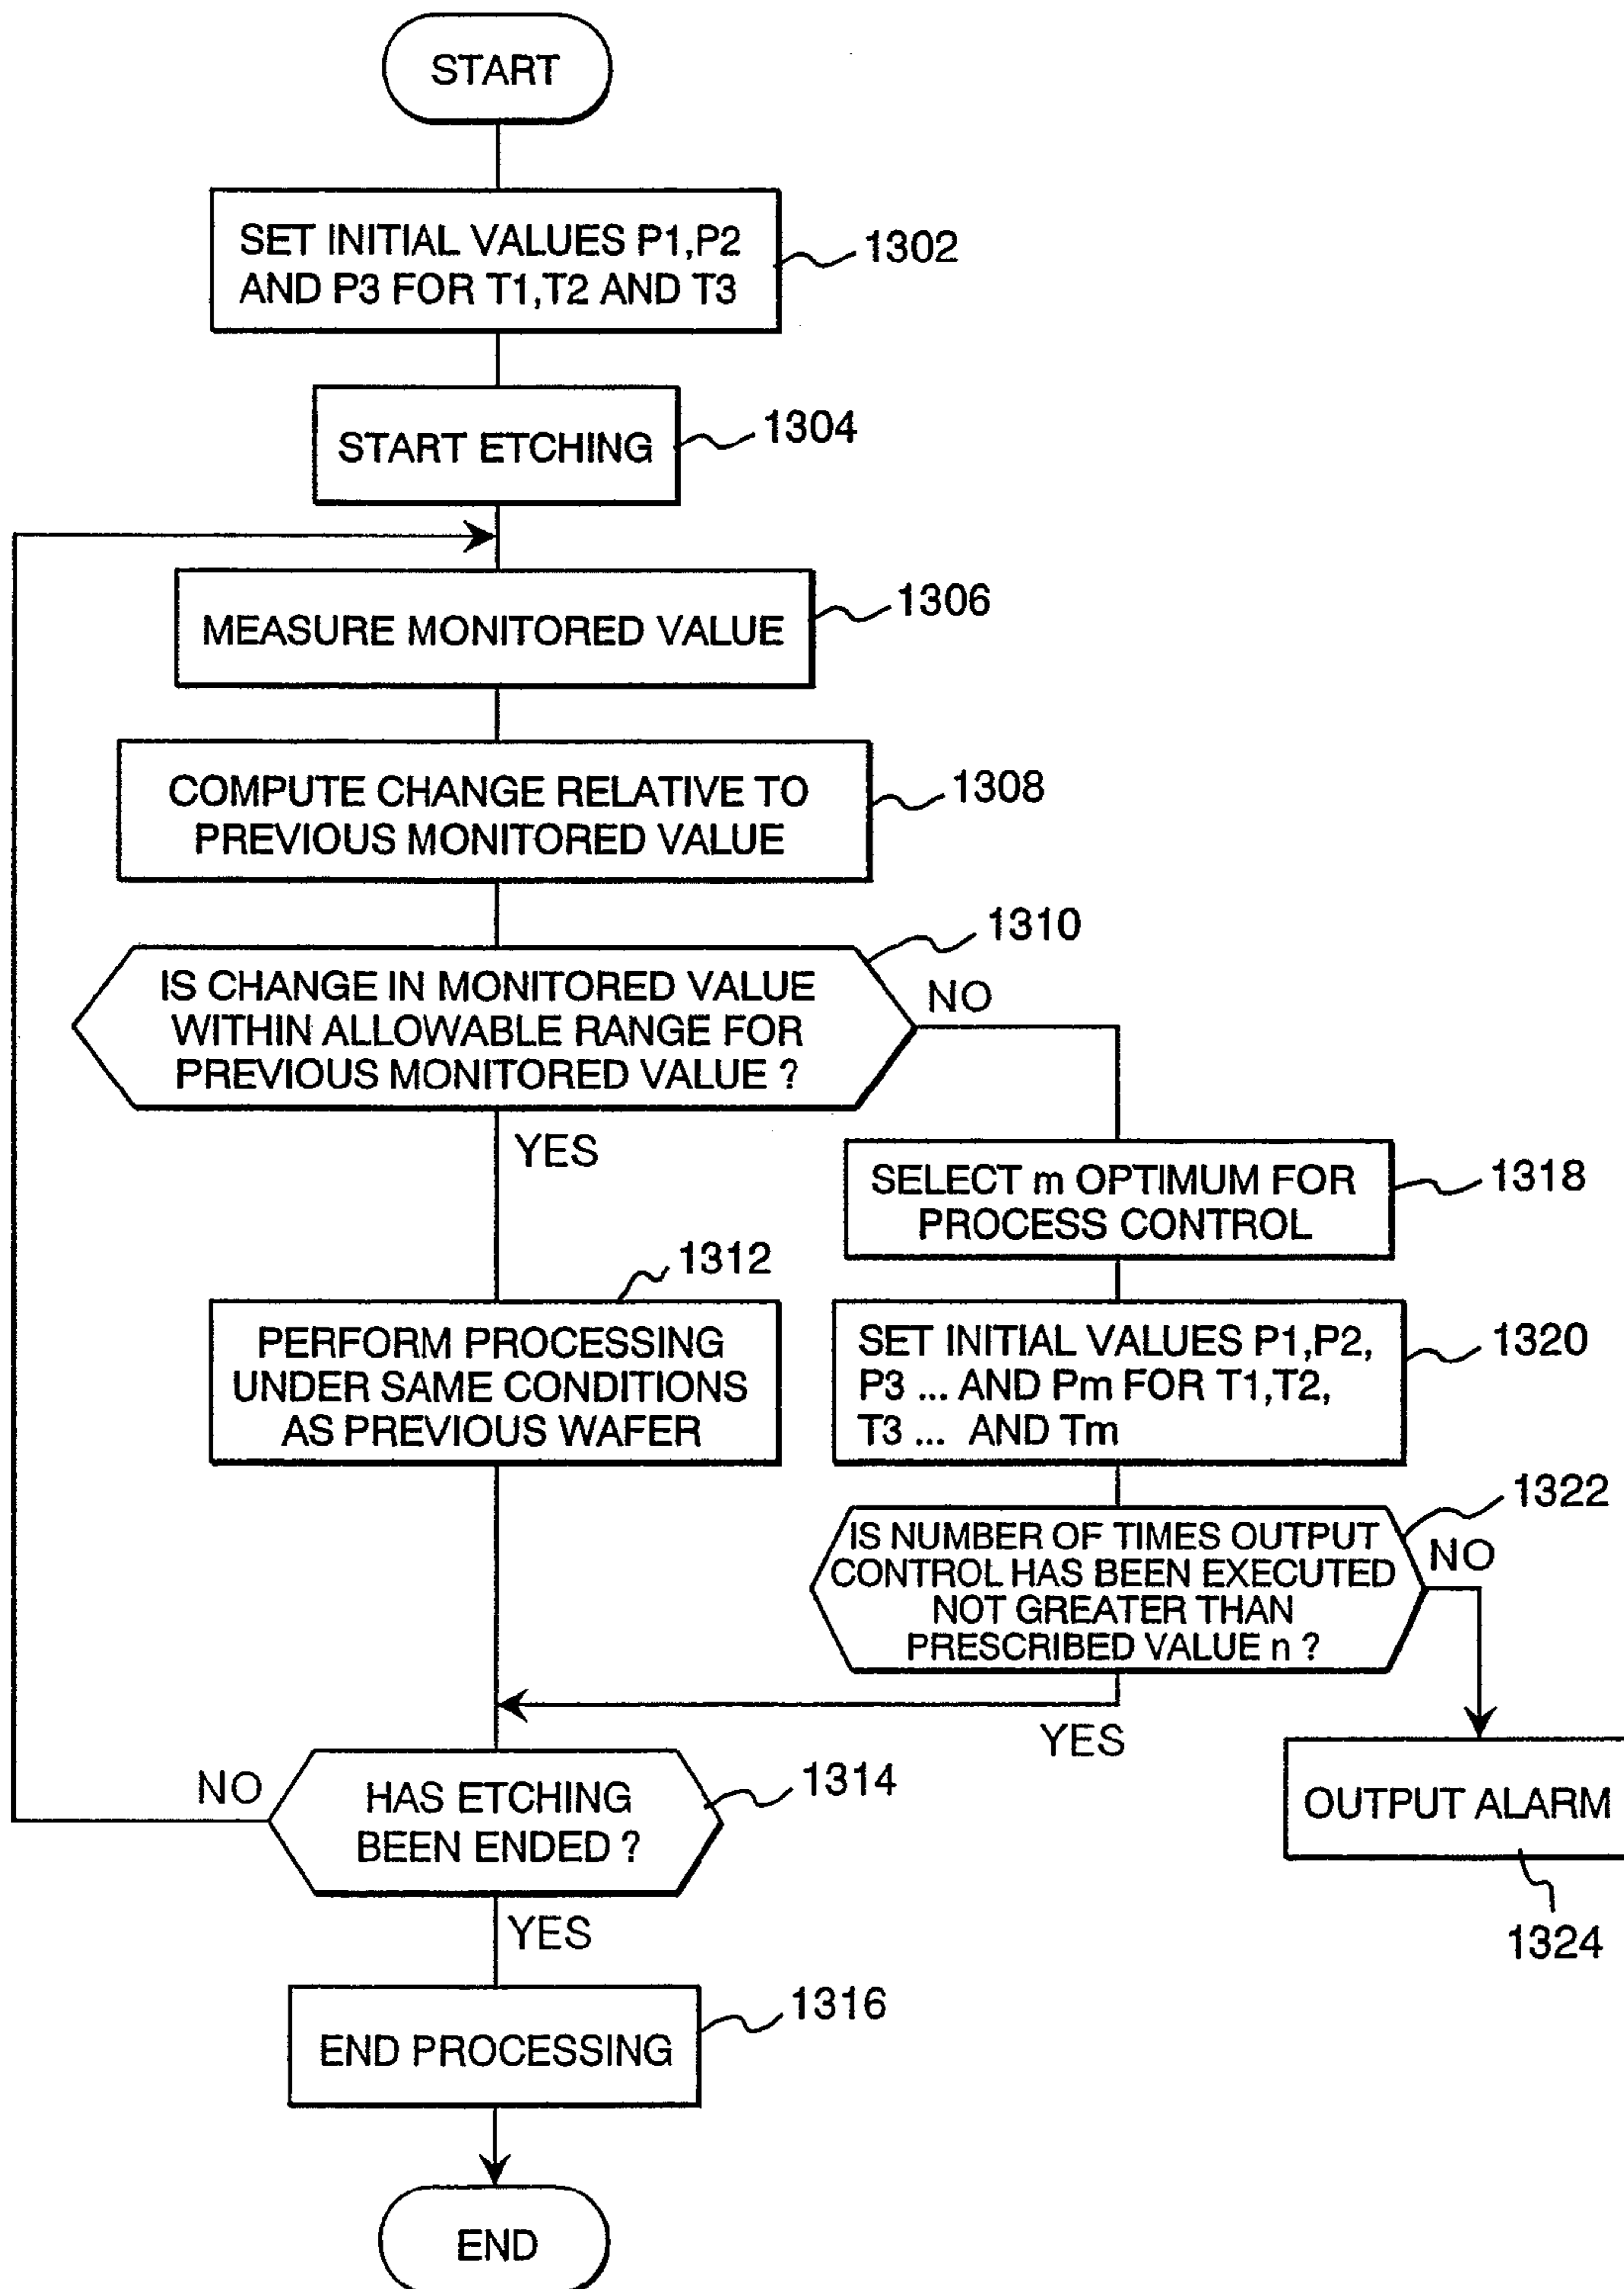 START
SET INITIAL VALUES P1,P2
AND P3 FOR T1,T2 AND T3
1302
START ETCHING
1304
MEASURE MONITORED VALUE
1306
COMPUTE CHANGE RELATIVE TO
PREVIOUS MONITORED VALUE
1308
IS CHANGE IN MONITORED VALUE
WITHIN ALLOWABLE RANGE FOR
PREVIOUS MONITORED VALUE ?
1310
NO
YES
SELECT m OPTIMUM FOR
PROCESS CONTROL
1318
1312
PERFORM PROCESSING
UNDER SAME CONDITIONS
AS PREVIOUS WAFER
SET INITIAL VALUES P1,P2,
P3 ... AND Pm FOR T1,T2,
T3 ... AND Tm
1320
1322
IS NUMBER OF TIMES OUTPUT
CONTROL HAS BEEN EXECUTED
NOT GREATER THAN
PRESCRIBED VALUE n ?
NO
YES
NO
HAS ETCHING
BEEN ENDED ?
1314
OUTPUT ALARM
1324
YES
1316
END PROCESSING
END